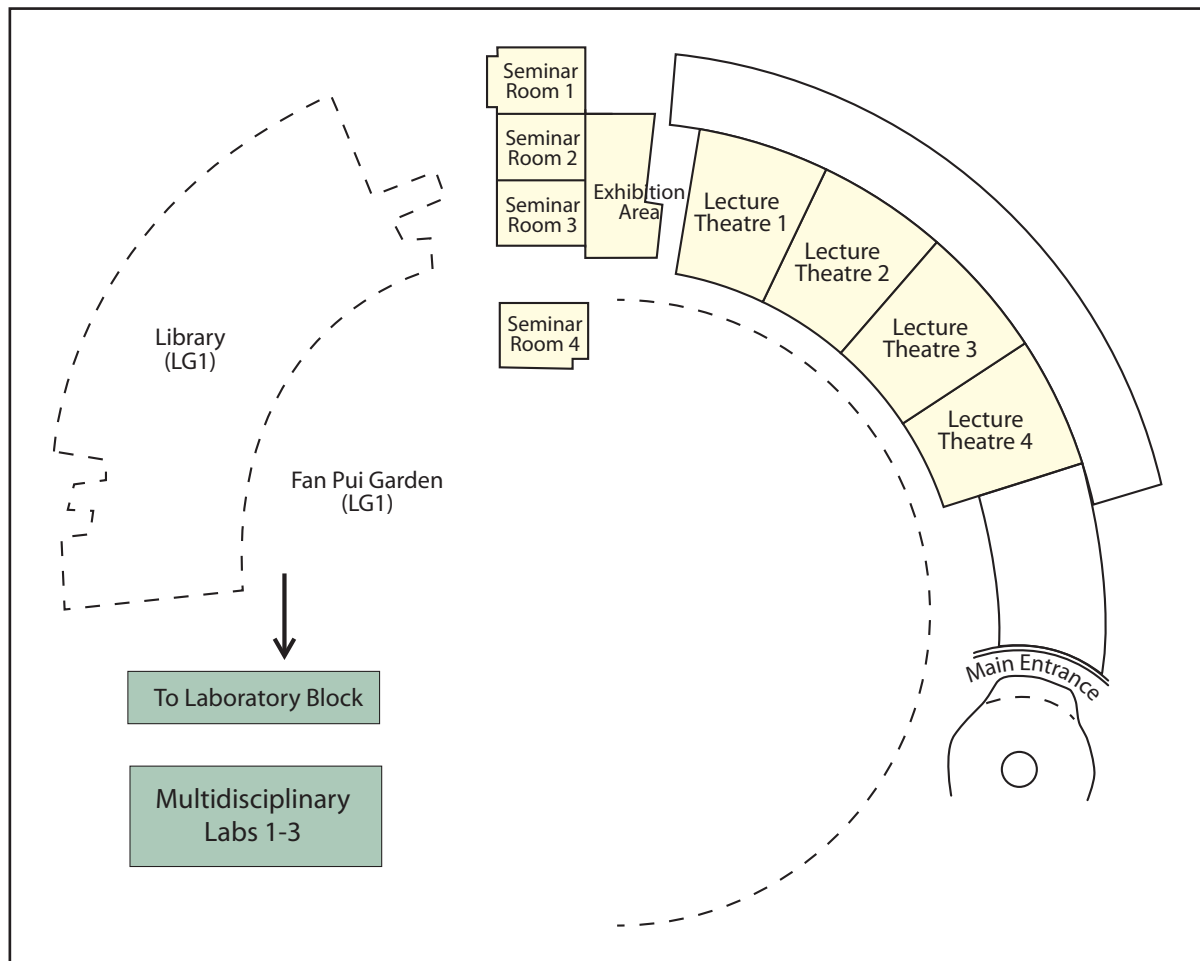 Seminar
Room 1
Seminar
Room 2
Seminar
Room 3
Exhibition
Area
Lecture
Theatre 1
Lecture
Theatre 2
Lecture
Theatre 3
Lecture
Theatre 4
Seminar
Room 4
Library
(LG1)
Fan Pui Garden
(LG1)
Main Entrance
To Laboratory Block
Multidisciplinary
Labs 1-3